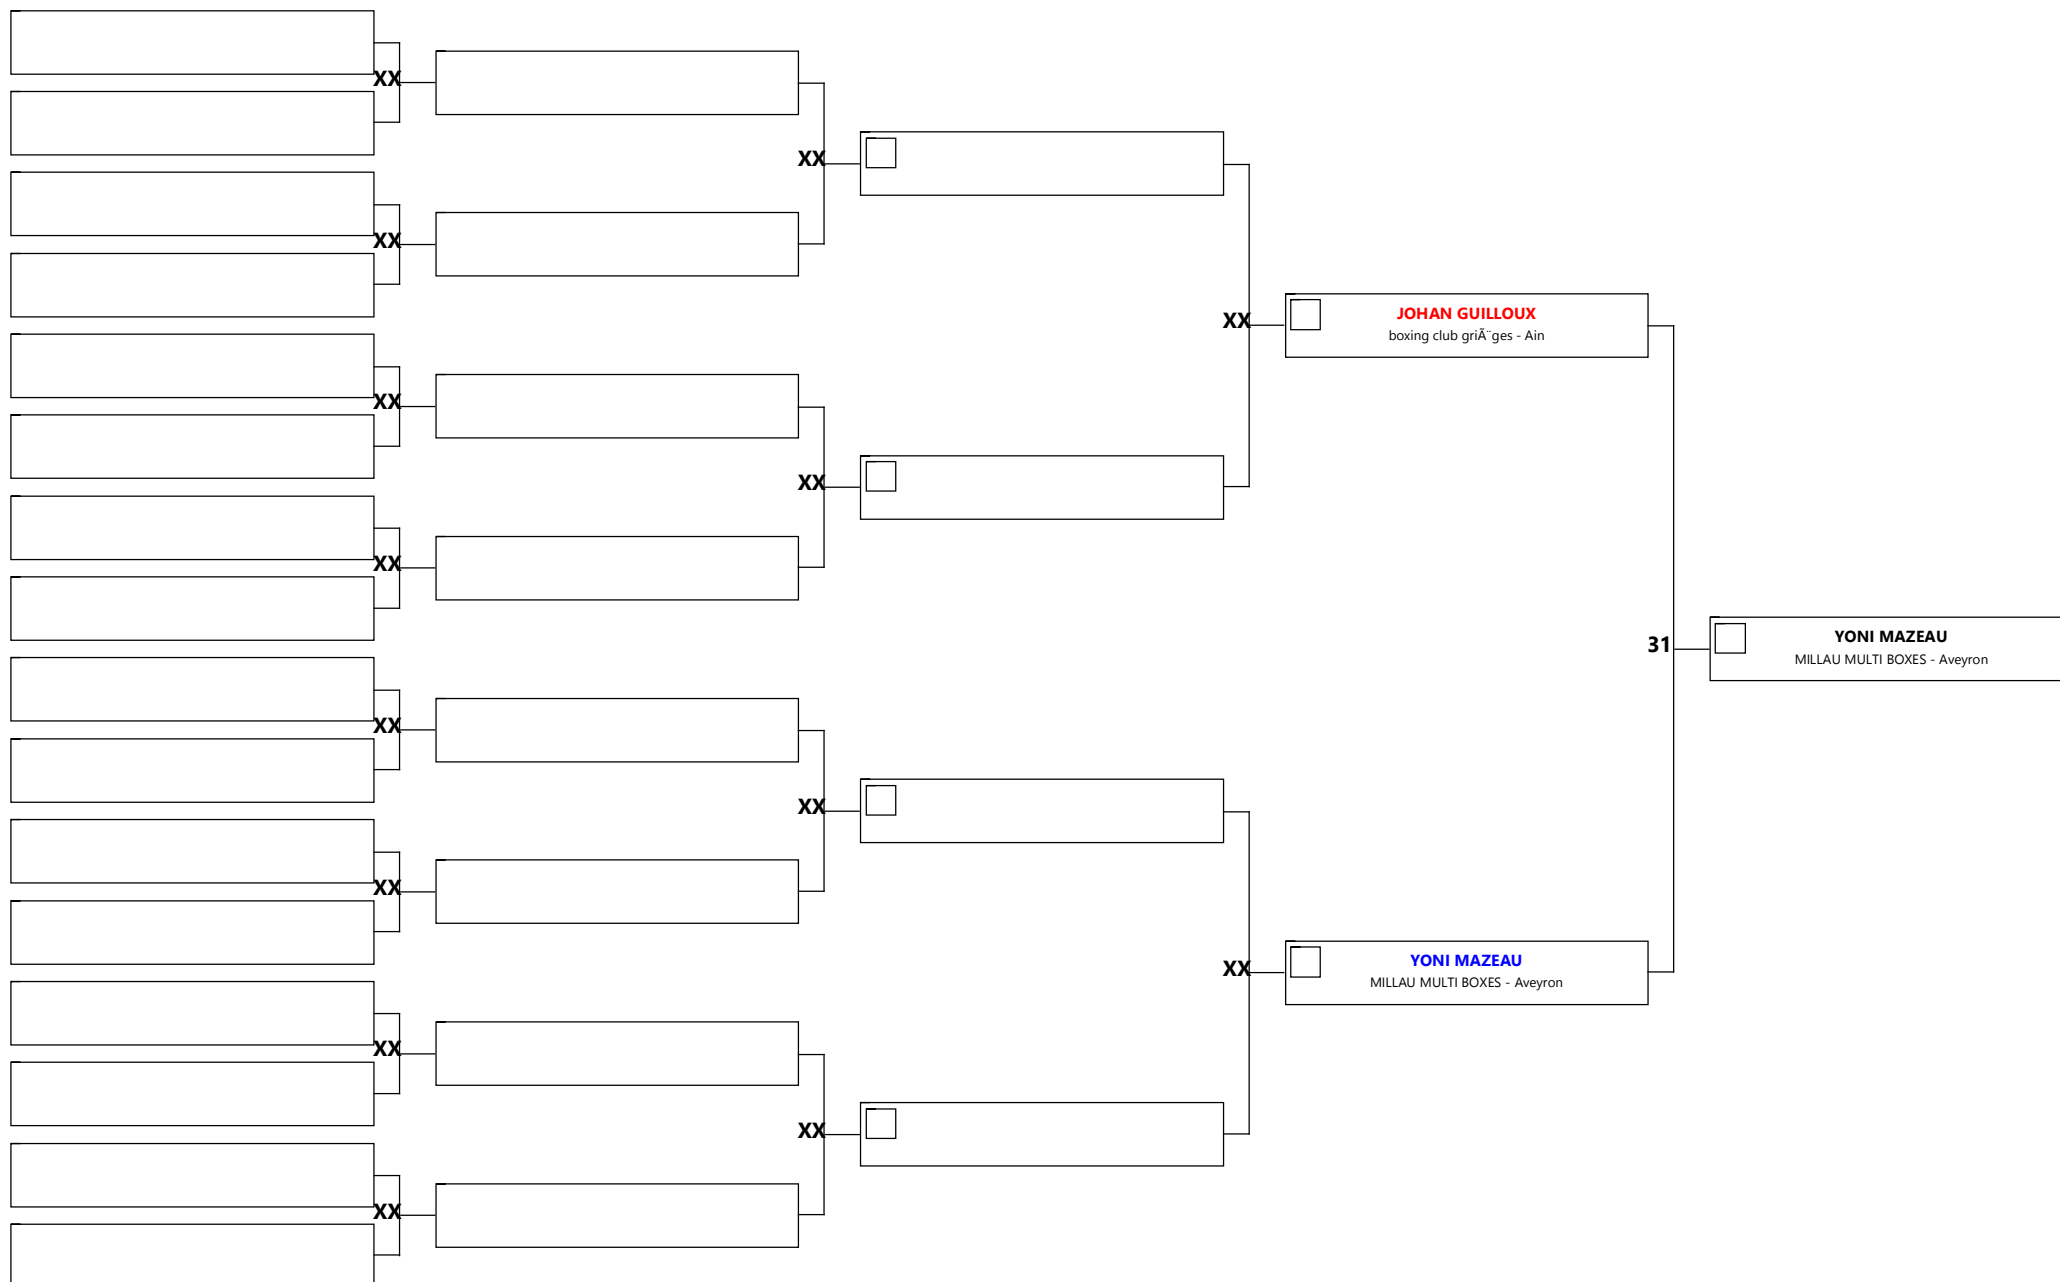 XX
XX
XX
XX
XX
XX
XX
XX
XX
XX
XX
XX
XX
XX
JOHAN GUILLOUX
boxing club griÃ¨ges - Ain
YONI MAZEAU
MILLAU MULTI BOXES - Aveyron
31
YONI MAZEAU
MILLAU MULTI BOXES - Aveyron